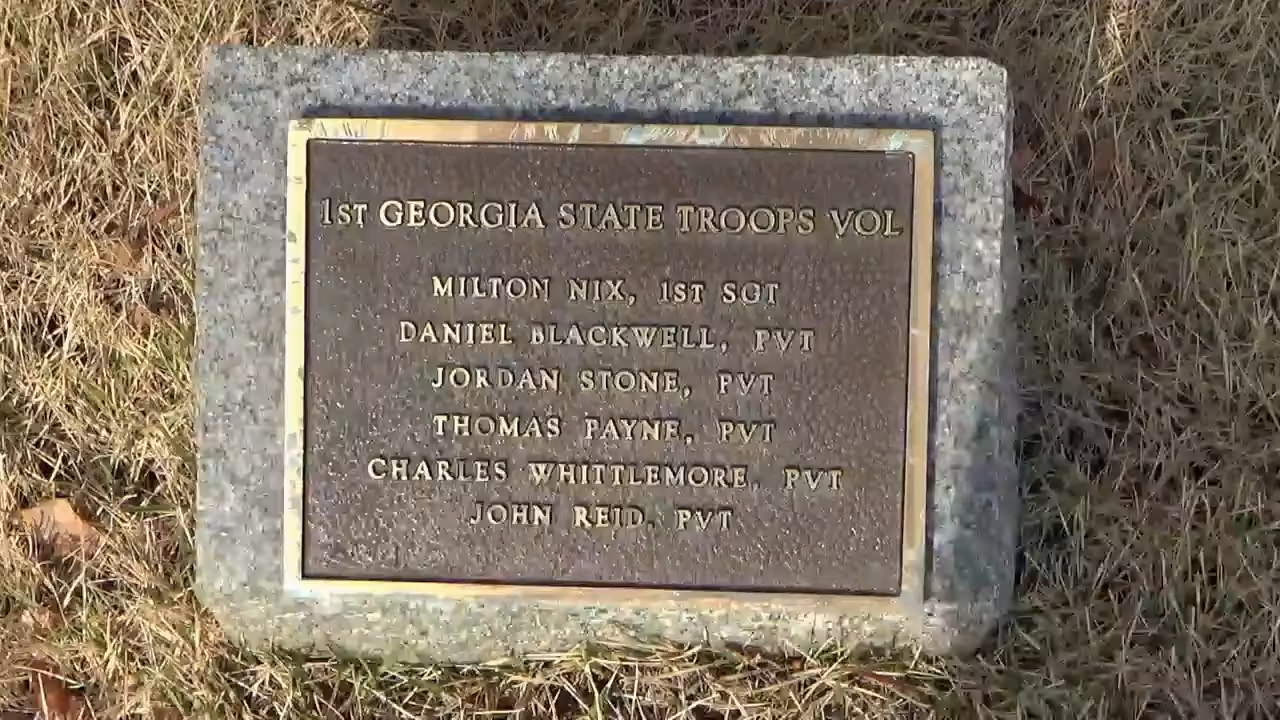 1ST GEORGIA STATE TROOPS VOL
MILTON NIX, 1ST SGT
DANIEL BLACKWELL, PVT
JORDAN STONE, PVT
THOMAS PAYNE, PVT
CHARLES WHITTLEMORE, PVT
JOHN REID, PVT